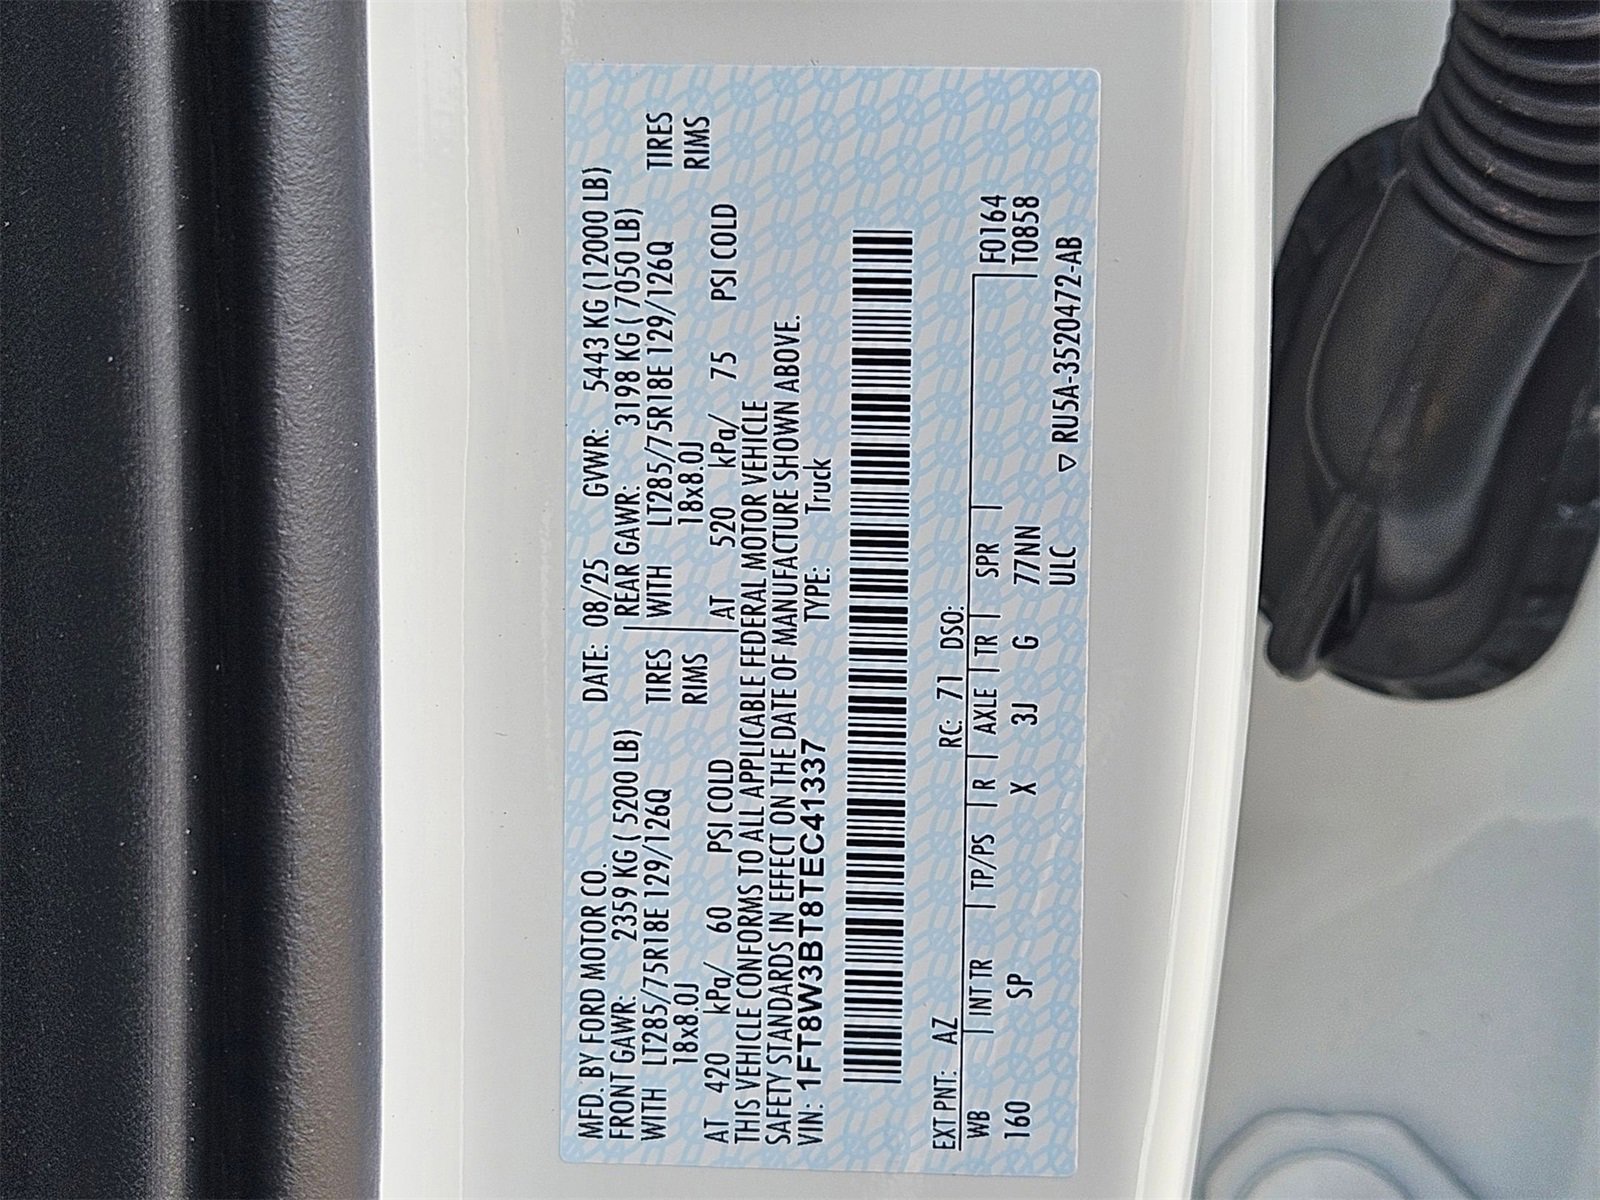 MFD. BY FORD MOTOR CO. DATE: 08/25 GVWR: 5443 KG (12000 LB)
FRONT GAWR: 2359 KG ( 5200 LB) REAR GAWR: 3198 KG ( 7050 LB)
WITH LT285/75R18E 129/126Q TIRES WITH LT285/75R18E 129/126Q TIRES
18x8.0J RIMS 18x8.0J RIMS
AT 420 kPa/ 60 PSI COLD AT 520 kPa/ 75 PSI COLD
THIS VEHICLE CONFORMS TO ALL APPLICABLE FEDERAL MOTOR VEHICLE
SAFETY STANDARDS IN EFFECT ON THE DATE OF MANUFACTURE SHOWN ABOVE.
VIN: 1FT8W3BT8TEC41337 TYPE: Truck
EXT PNT: AZ RC: 71 DSO:
WB INT TR TP/PS R AXLE TR SPR F0164
160 SP X 3J G 77NN T0858
ULC ▽ RU5A-3520472-AB